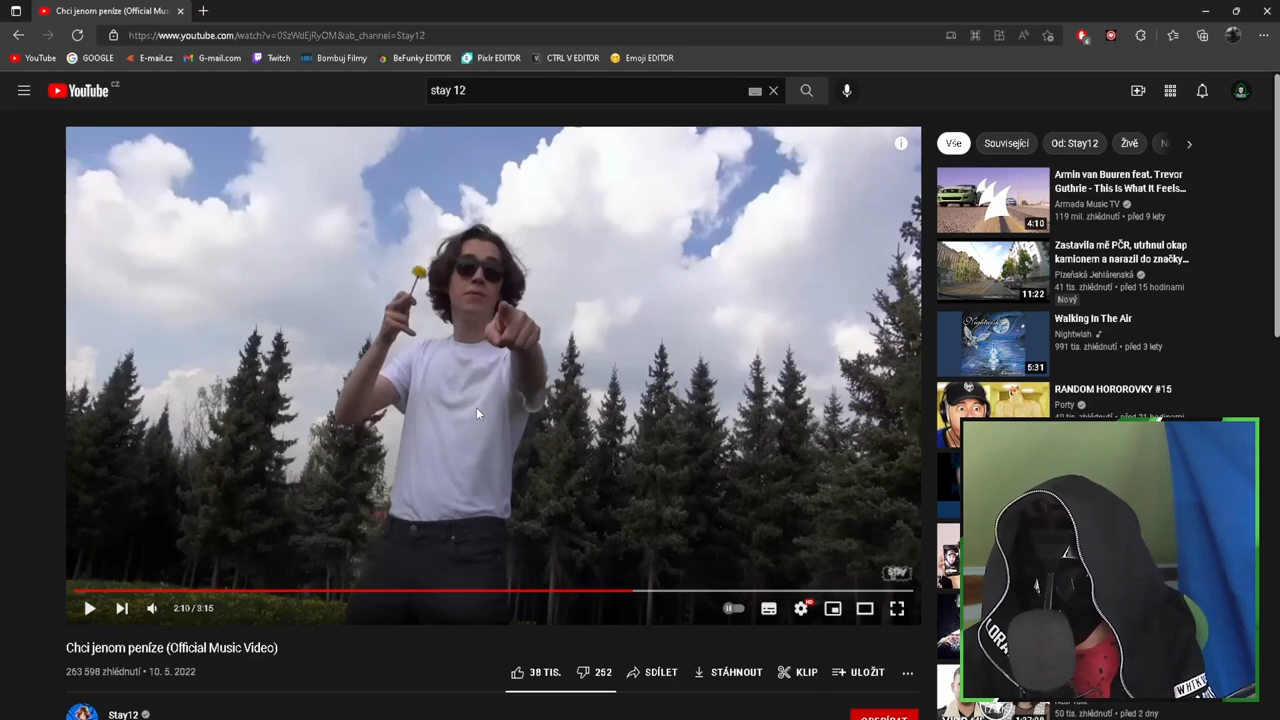 Chci jenom peníze (Official Mus
https://www.youtube.com/watch?v=0SzWdEjRyOM&ab_channel=Stay12
YouTube
GOOGLE
E-mail.cz
G-mail.com
Twitch
Bombuj Filmy
BeFunky EDITOR
Pixlr EDITOR
CTRL V EDITOR
Emoji EDITOR
YouTube CZ
stay 12
Vše
Související
Od: Stay12
Živě
Armin van Buuren feat. Trevor
Guthrie - This Is What It Feels...
Armada Music TV
119 mil. zhlédnutí • před 9 lety
4:10
Zastavila mě PČR, utrhnul okap
kamionem a narazil do značky...
Plzeňská Jehlárenská
41 tis. zhlédnutí • před 15 hodinami
Nový
11:22
Walking In The Air
Nightwish
991 tis. zhlédnutí • před 3 lety
5:31
RANDOM HOROROVKY #15
Porty
STAY
2:10 / 3:15
HD
Chci jenom peníze (Official Music Video)
263 598 zhlédnutí • 10. 5. 2022
38 TIS.
252
SDÍLET
STÁHNOUT
KLIP
ULOŽIT
Stay12
ODEBÍRAT
50 tis. zhlédnutí • před 2 dny